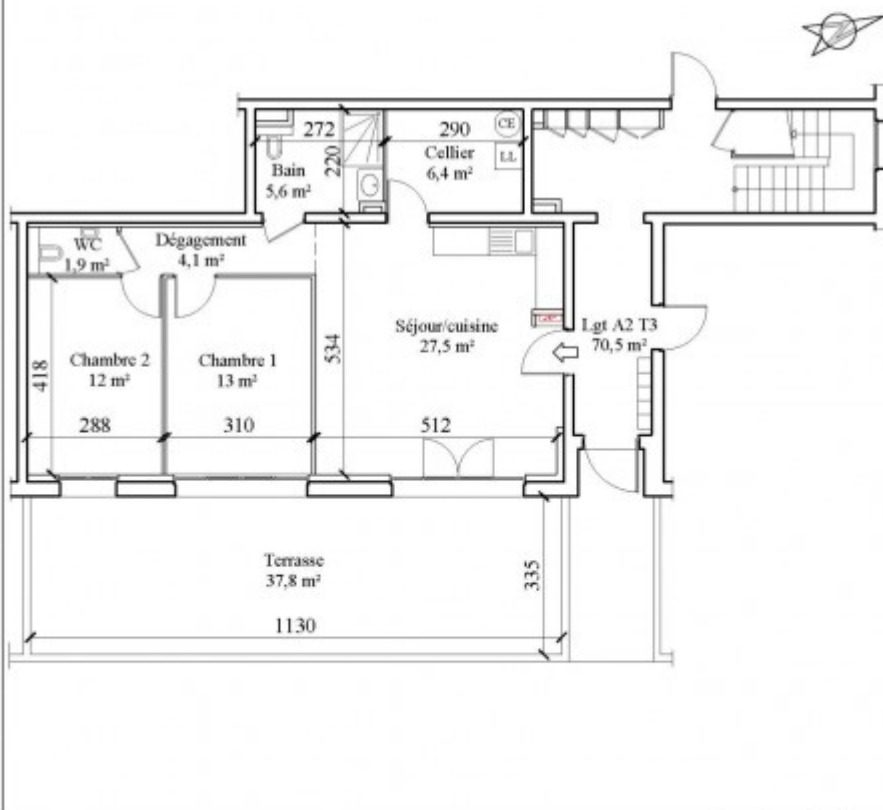 N
272
290
CE
220
Bain
5,6 m²
Cellier
6,4 m²
LL
WC
1,9 m²
Dégagement
4,1 m²
Séjour/cuisine
27,5 m²
Lgt A2 T3
70,5 m²
534
418
Chambre 2
12 m²
Chambre 1
13 m²
288
310
512
Terrasse
37,8 m²
335
1130